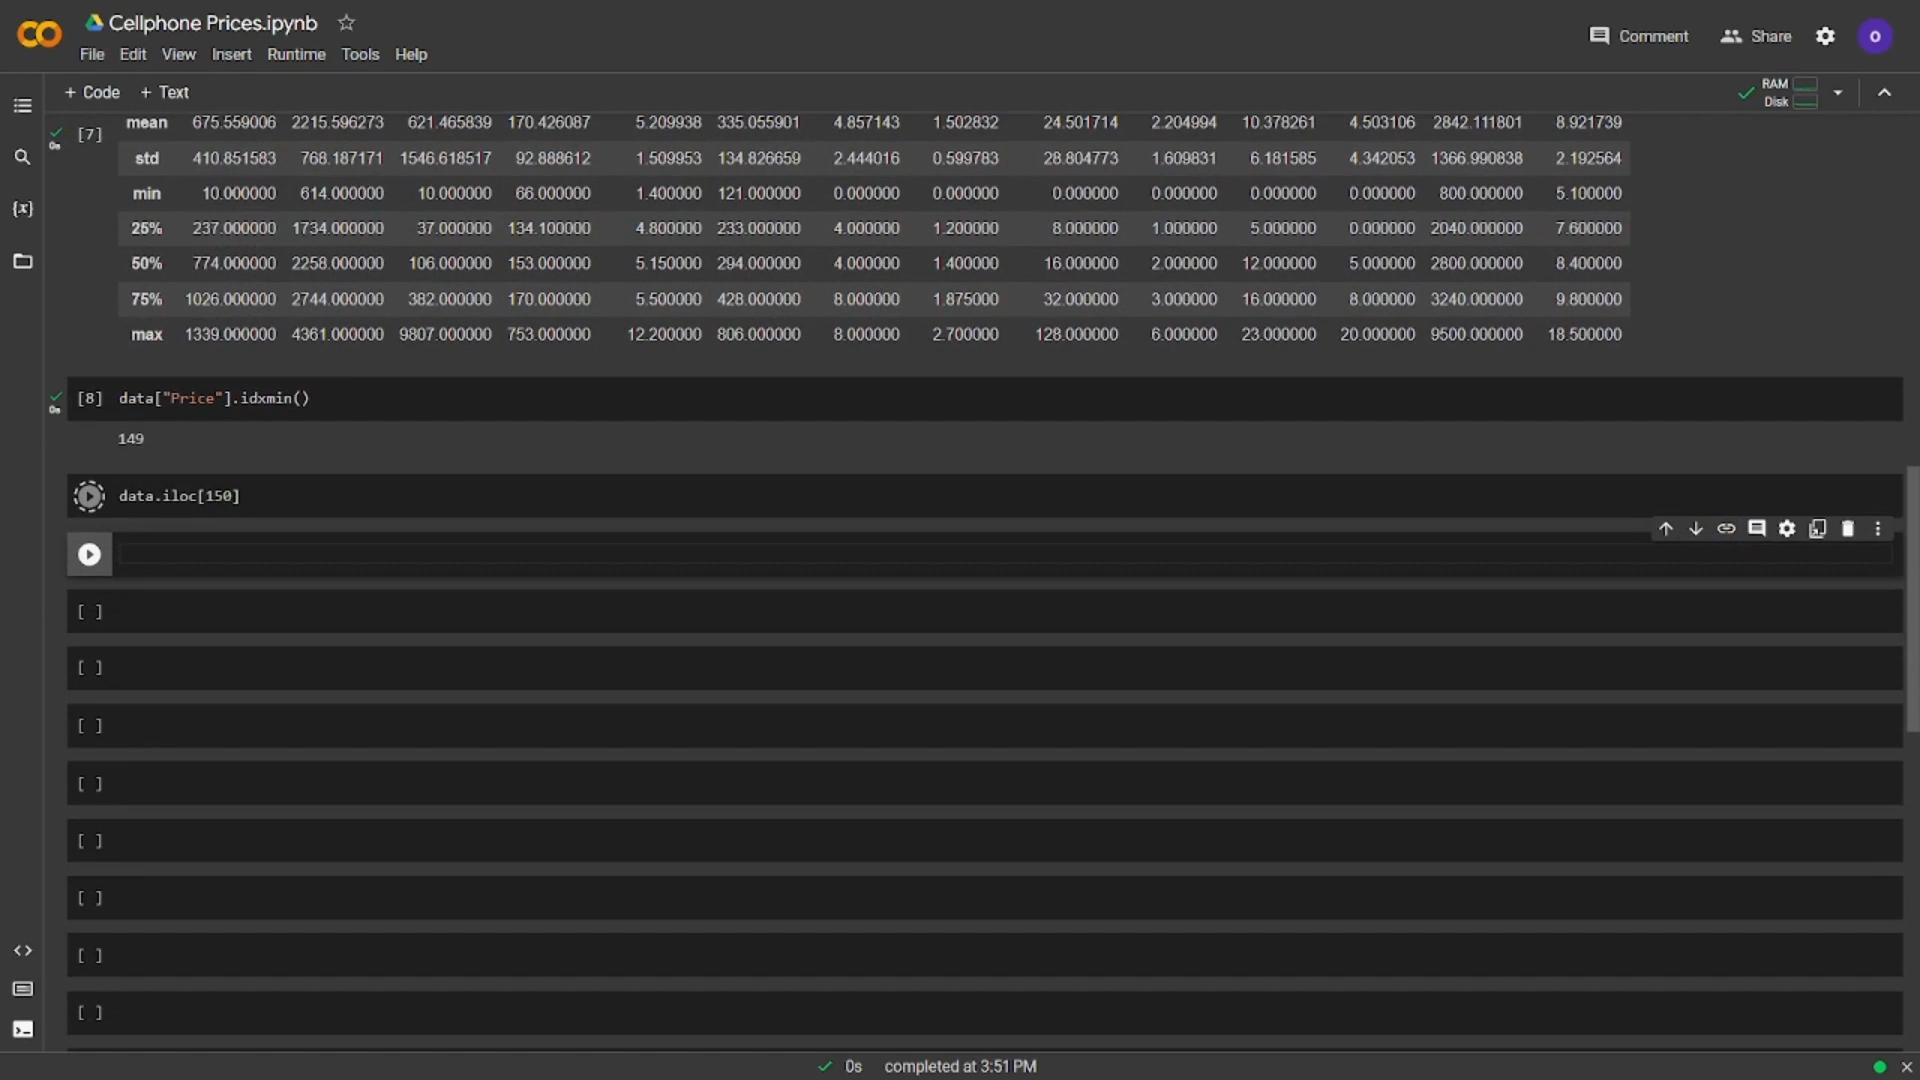 Cellphone Prices.ipynb
Comment Share O
File Edit View Insert Runtime Tools Help
+ Code + Text
RAM
Disk
[7]
mean 675.559006 2215.596273 621.465839 170.426087 5.209938 335.055901 4.857143 1.502832 24.501714 2.204994 10.378261 4.503106 2842.111801 8.921739
0s
std 410.851583 768.187171 1546.618517 92.888612 1.509953 134.826659 2.444016 0.599783 28.804773 1.609831 6.181585 4.342053 1366.990838 2.192564
min 10.000000 614.000000 10.000000 66.000000 1.400000 121.000000 0.000000 0.000000 0.000000 0.000000 0.000000 0.000000 800.000000 5.100000
25% 237.000000 1734.000000 37.000000 134.100000 4.800000 233.000000 4.000000 1.200000 8.000000 1.000000 5.000000 0.000000 2040.000000 7.600000
50% 774.000000 2258.000000 106.000000 153.000000 5.150000 294.000000 4.000000 1.400000 16.000000 2.000000 12.000000 5.000000 2800.000000 8.400000
75% 1026.000000 2744.000000 382.000000 170.000000 5.500000 428.000000 8.000000 1.875000 32.000000 3.000000 16.000000 8.000000 3240.000000 9.800000
max 1339.000000 4361.000000 9807.000000 753.000000 12.200000 806.000000 8.000000 2.700000 128.000000 6.000000 23.000000 20.000000 9500.000000 18.500000
[8] data["Price"].idxmin()
0s
149
data.iloc[150]
[ ]
[ ]
[ ]
[ ]
[ ]
[ ]
[ ]
[ ]
0s completed at 3:51 PM